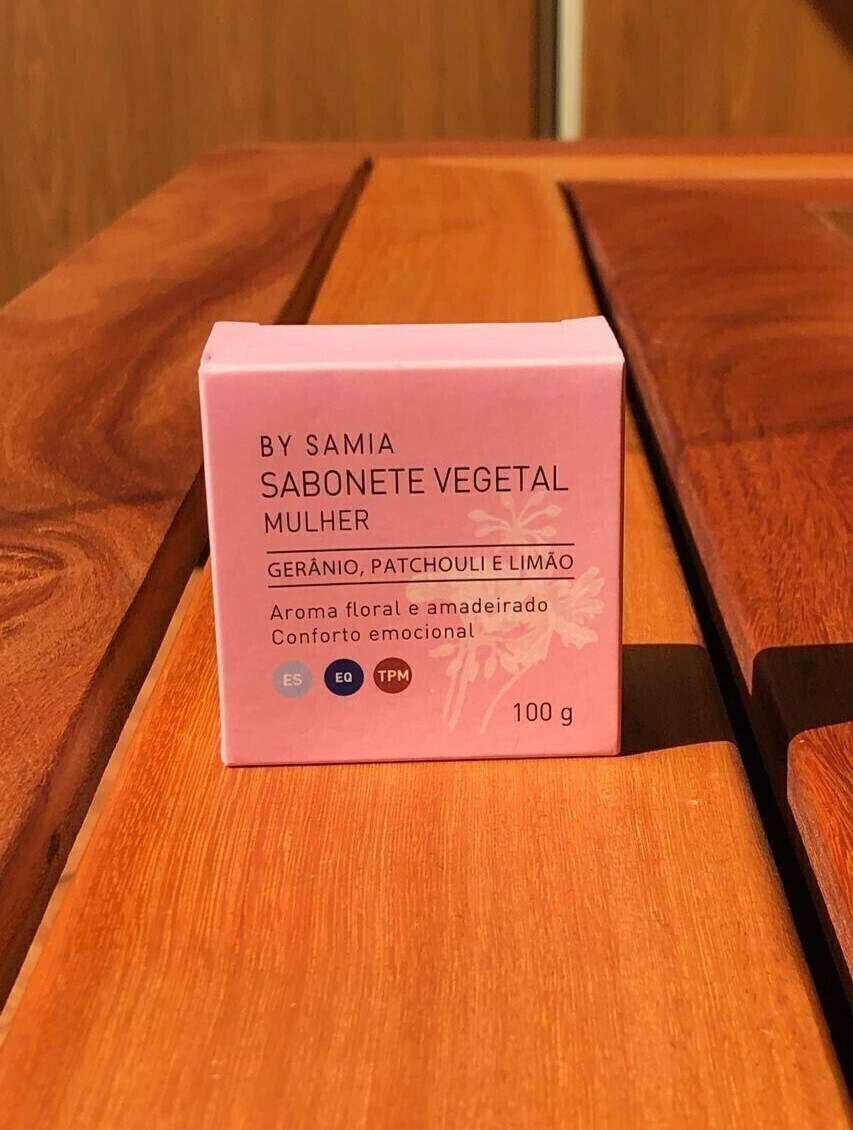 BY SAMIA
SABONETE VEGETAL
MULHER
GERÂNIO, PATCHOULI E LIMÃO
Aroma floral e amadeirado
Conforto emocional
ES EQ TPM
100 g